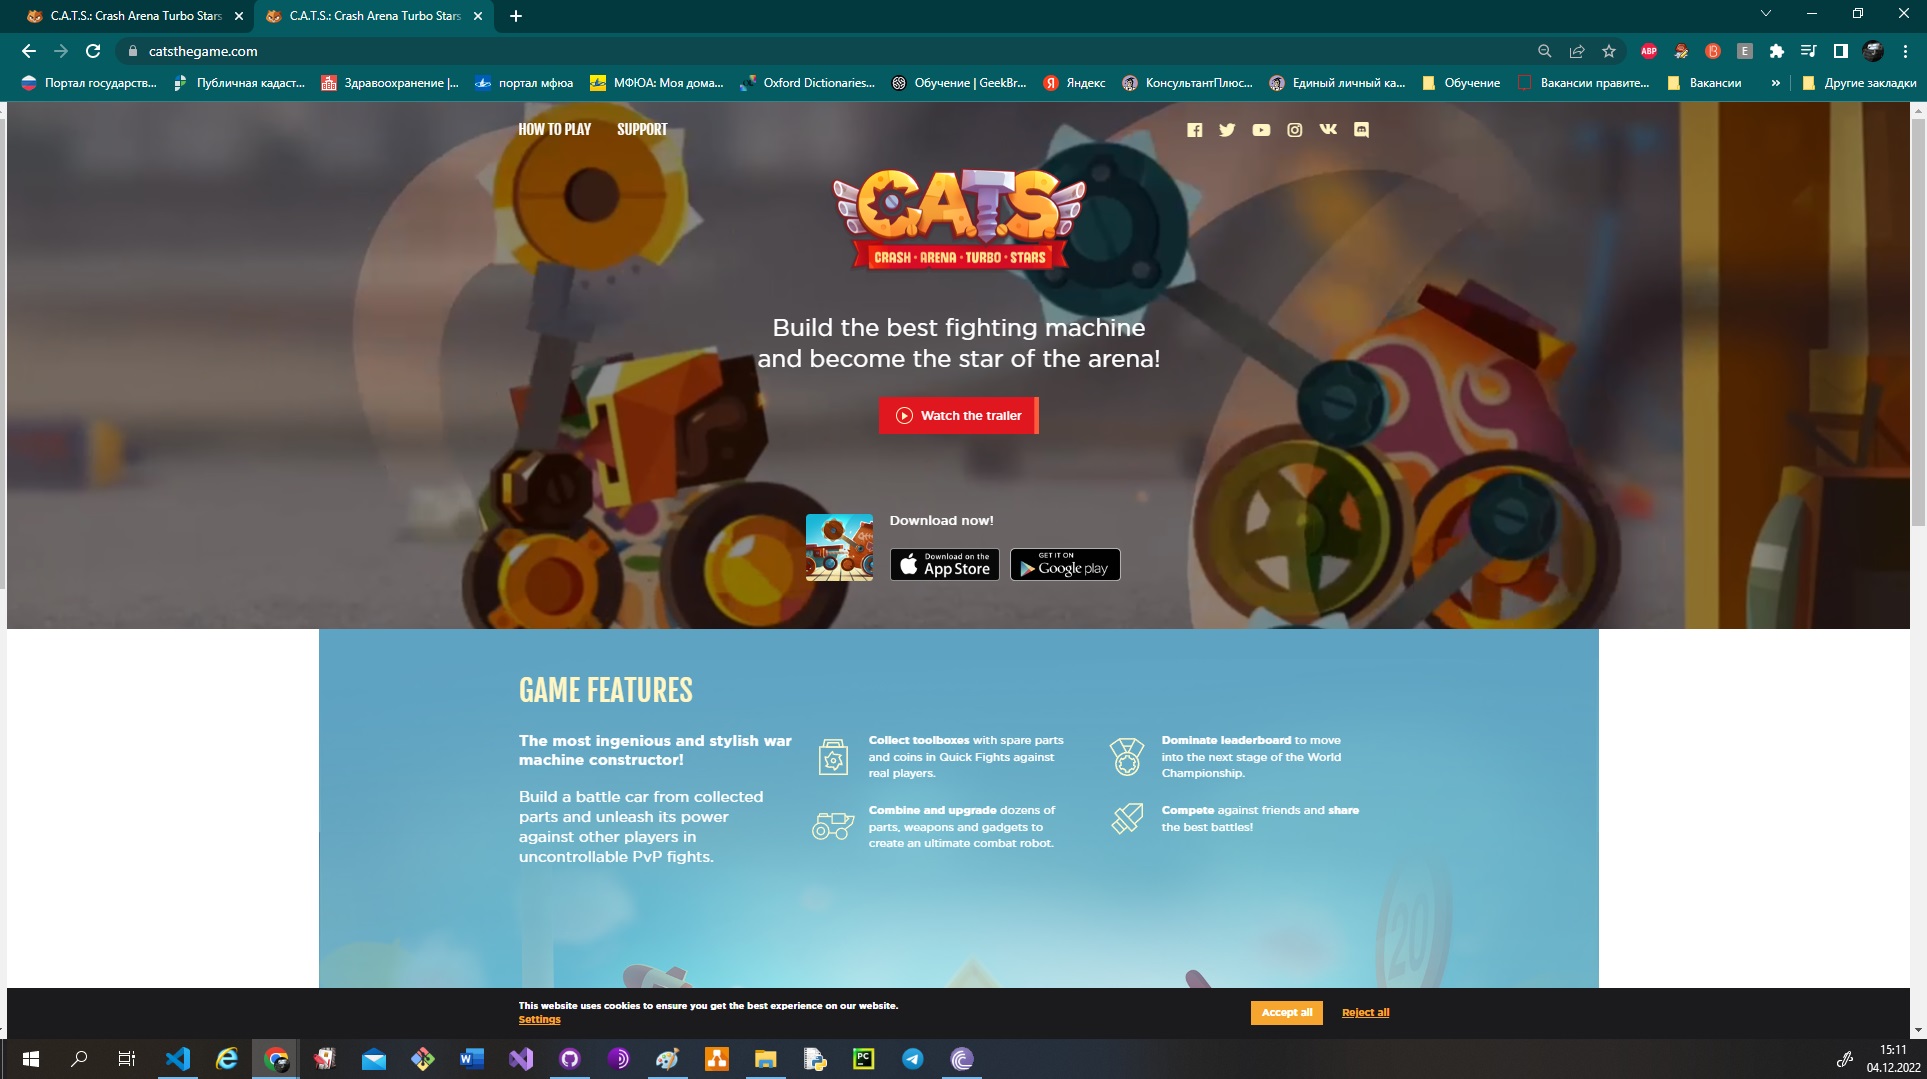 C.A.T.S.: Crash Arena Turbo Stars
C.A.T.S.: Crash Arena Turbo Stars
catsthegame.com
ABP
E
Портал государств...
Публичная кадаст...
Здравоохранение |...
портал мфюа
МФЮА: Моя дома...
Oxford Dictionaries...
Обучение | GeekBr...
Яндекс
КонсультантПлюс...
Единый личный ка...
Обучение
Вакансии правите...
Вакансии
»
Другие закладки
HOW TO PLAY
SUPPORT
C.A.T.S
CRASH · ARENA · TURBO · STARS
Build the best fighting machine
and become the star of the arena!
Watch the trailer
Download now!
Download on the
App Store
GET IT ON
Google play
GAME FEATURES
The most ingenious and stylish war
machine constructor!
Build a battle car from collected
parts and unleash its power
against other players in
uncontrollable PvP fights.
Collect toolboxes with spare parts
and coins in Quick Fights against
real players.
Combine and upgrade dozens of
parts, weapons and gadgets to
create an ultimate combat robot.
Dominate leaderboard to move
into the next stage of the World
Championship.
Compete against friends and share
the best battles!
20
This website uses cookies to ensure you get the best experience on our website.
Settings
Accept all
Reject all
PC
15:11
04.12.2022